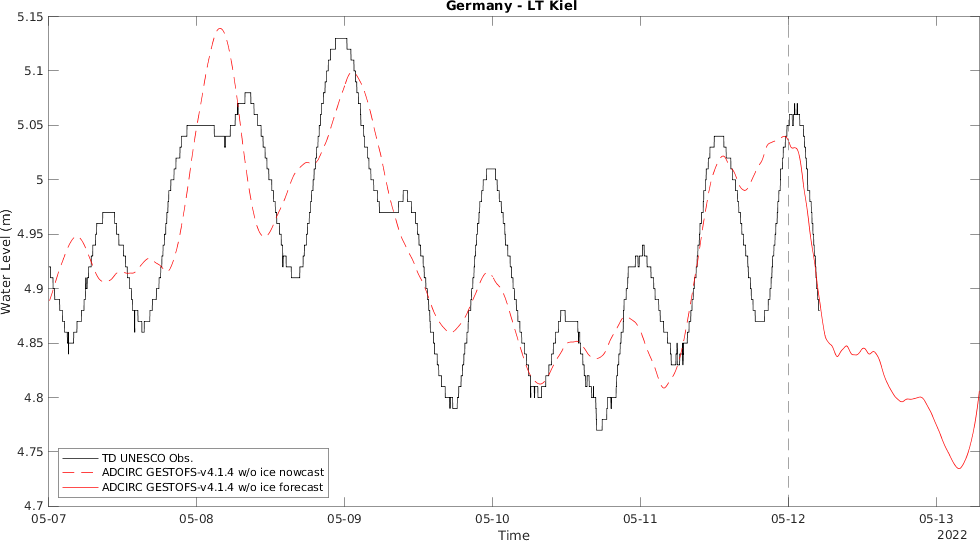 Germany - LT Kiel
5.15
5.1
5.05
5
4.95
4.9
4.85
4.8
4.75
4.7
Water Level (m)
TD UNESCO Obs.
ADCIRC GESTOFS-v4.1.4 w/o ice nowcast
ADCIRC GESTOFS-v4.1.4 w/o ice forecast
05-07 05-08 05-09 05-10 05-11 05-12 05-13
Time
2022